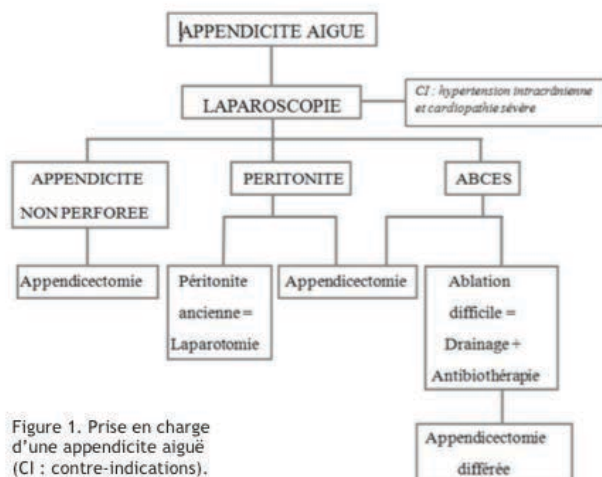 APPENDICITE AIGUE
LAPAROSCOPIE
CI : hypertension intracrânienne
et cardiopathie sévère
APPENDICITE
NON PERFOREE
PERITONITE
ABCES
Appendicectomie
Péritonite
ancienne =
Laparotomie
Appendicectomie
Ablation
difficile =
Drainage +
Antibiothérapie
Appendicectomie
différée
Figure 1. Prise en charge
d'une appendicite aiguë
(CI : contre-indications).